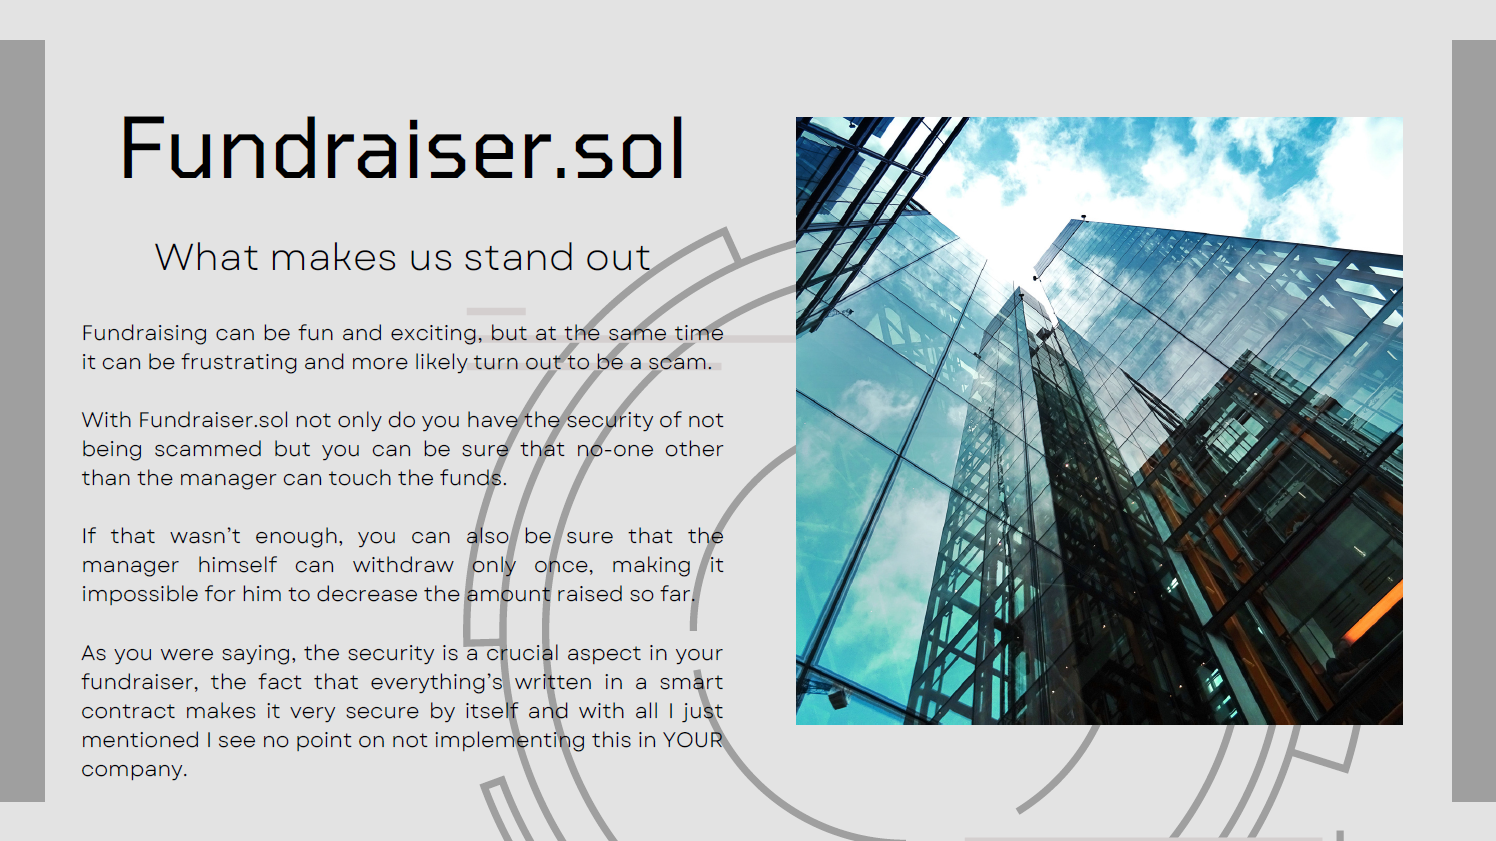 Fundraiser.sol
What makes us stand out
Fundraising can be fun and exciting, but at the same time
it can be frustrating and more likely turn out to be a scam.
With Fundraiser.sol not only do you have the security of not
being scammed but you can be sure that no-one other
than the manager can touch the funds.
If that wasn’t enough, you can also be sure that the
manager himself can withdraw only once, making it
impossible for him to decrease the amount raised so far.
As you were saying, the security is a crucial aspect in your
fundraiser, the fact that everything’s written in a smart
contract makes it very secure by itself and with all I just
mentioned I see no point on not implementing this in YOUR
company.